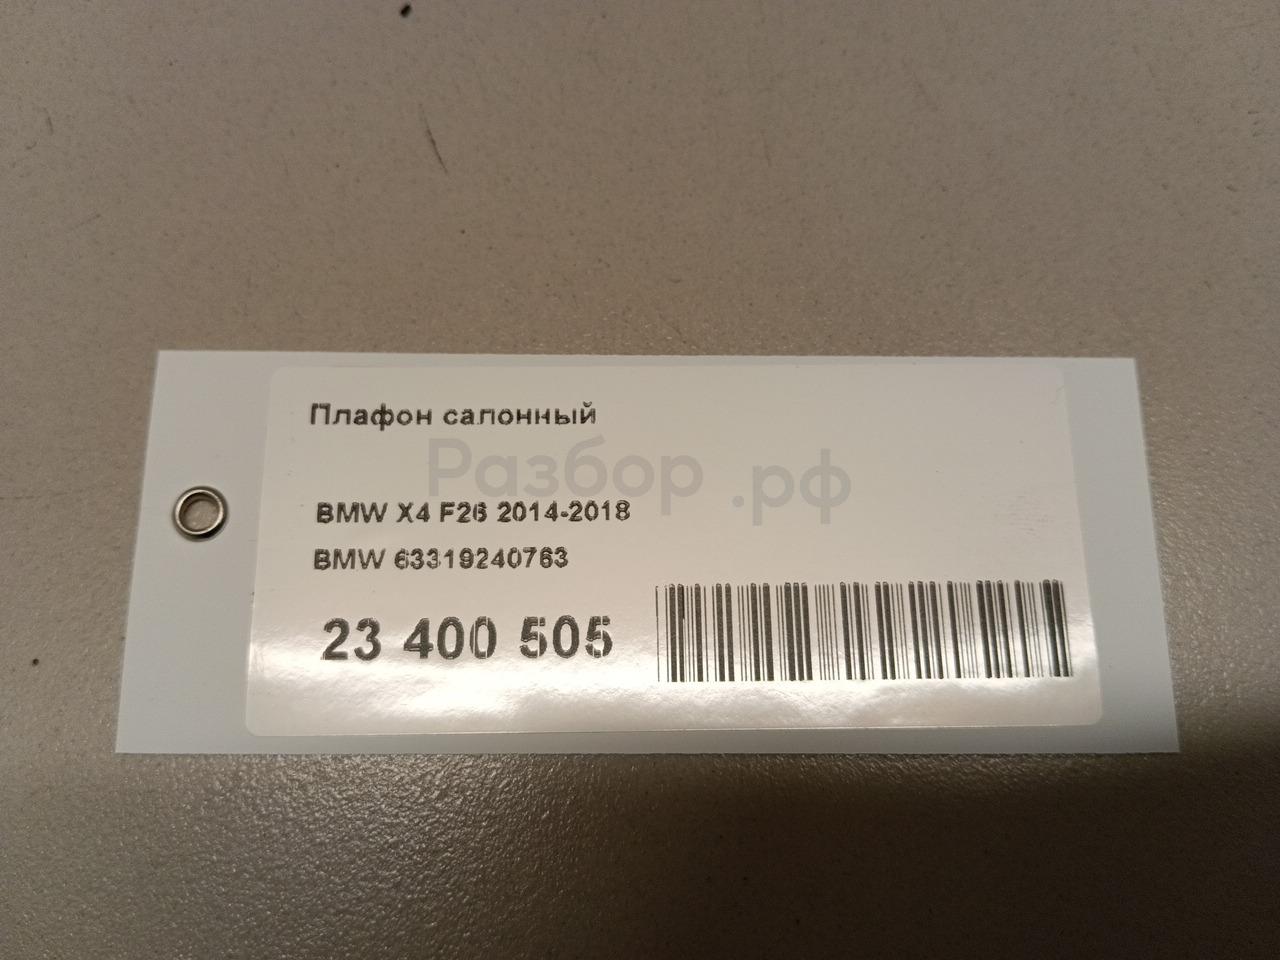 Плафон салонный
Разбор.рф
BMW X4 F26 2014-2018
BMW 63319240763
23 400 505